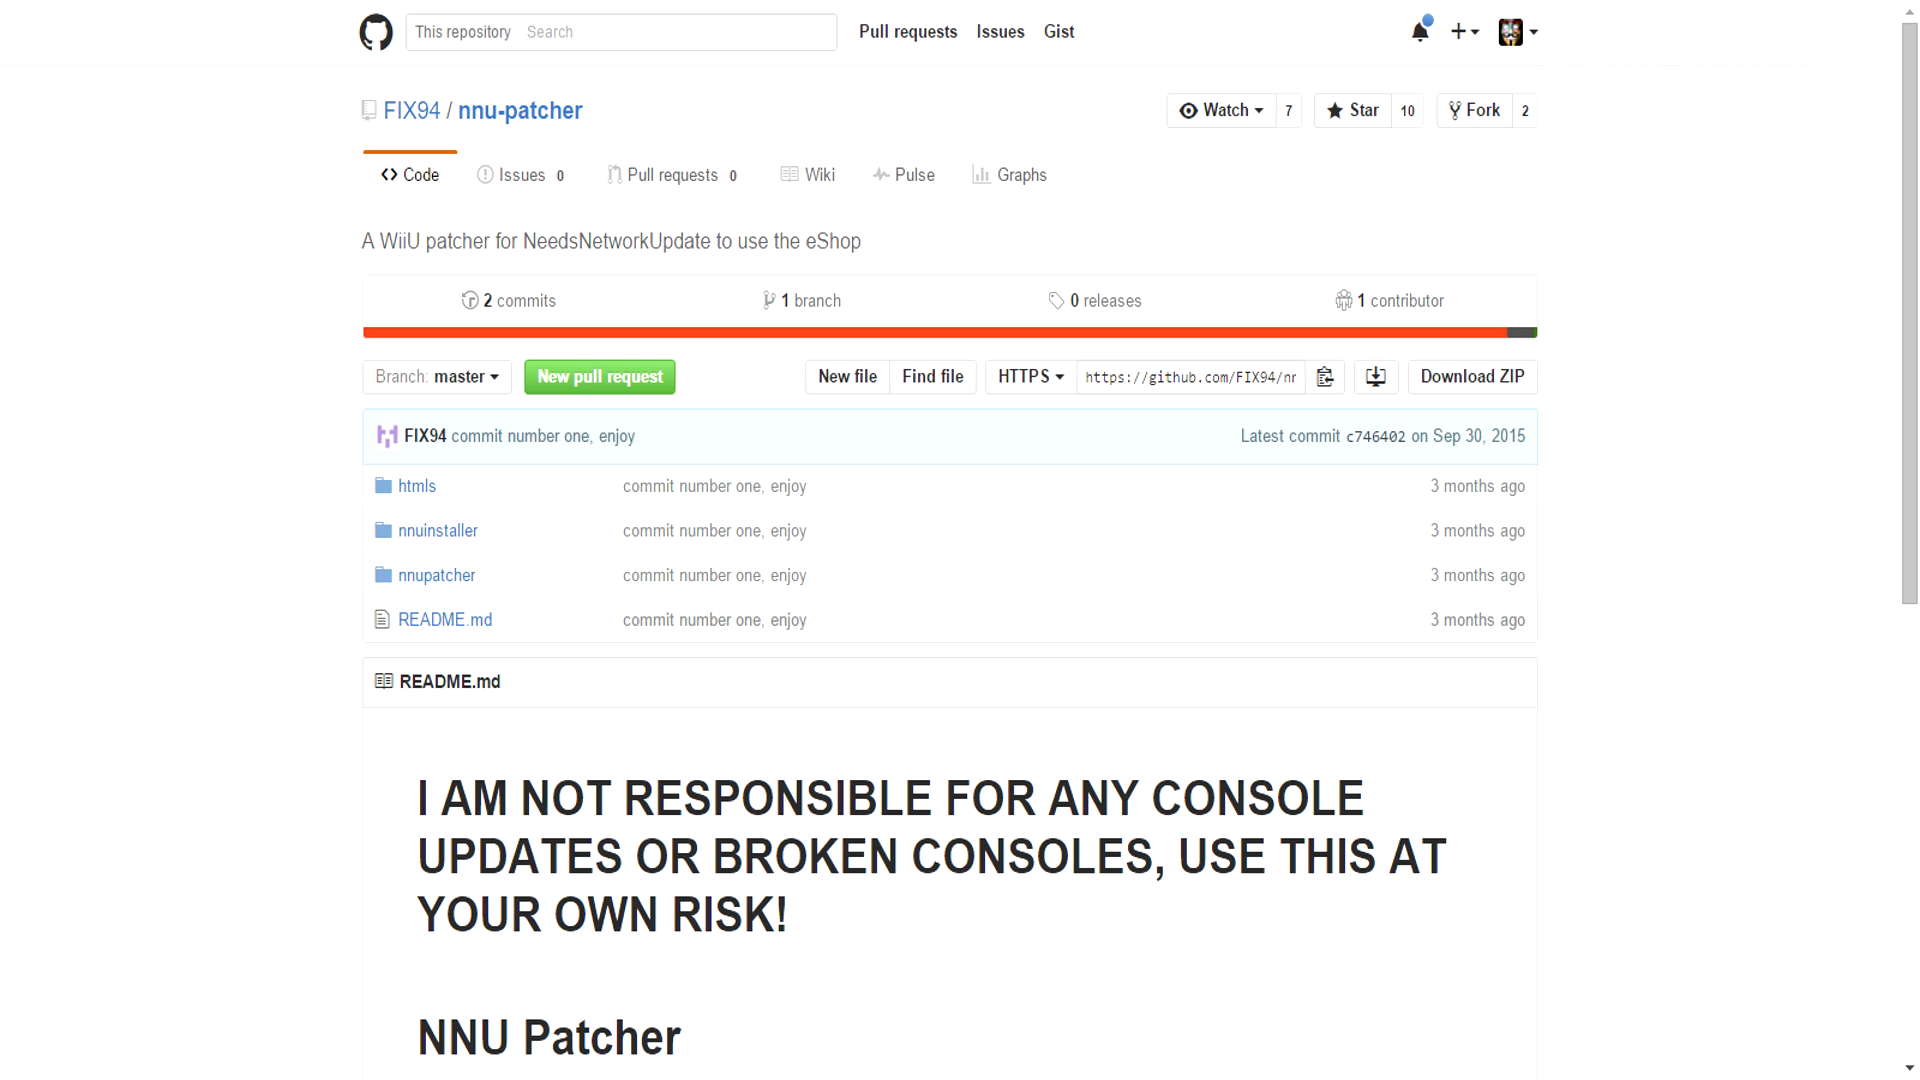 This repository Search Pull requests Issues Gist
FIX94 / nnu-patcher Watch 7 Star 10 Fork 2
Code Issues 0 Pull requests 0 Wiki Pulse Graphs
A WiiU patcher for NeedsNetworkUpdate to use the eShop
2 commits 1 branch 0 releases 1 contributor
Branch: master New pull request New file Find file HTTPS https://github.com/FIX94/nr Download ZIP
FIX94 commit number one, enjoy Latest commit c746402 on Sep 30, 2015
htmls commit number one, enjoy 3 months ago
nnuinstaller commit number one, enjoy 3 months ago
nnupatcher commit number one, enjoy 3 months ago
README.md commit number one, enjoy 3 months ago
README.md
I AM NOT RESPONSIBLE FOR ANY CONSOLE
UPDATES OR BROKEN CONSOLES, USE THIS AT
YOUR OWN RISK!
NNU Patcher